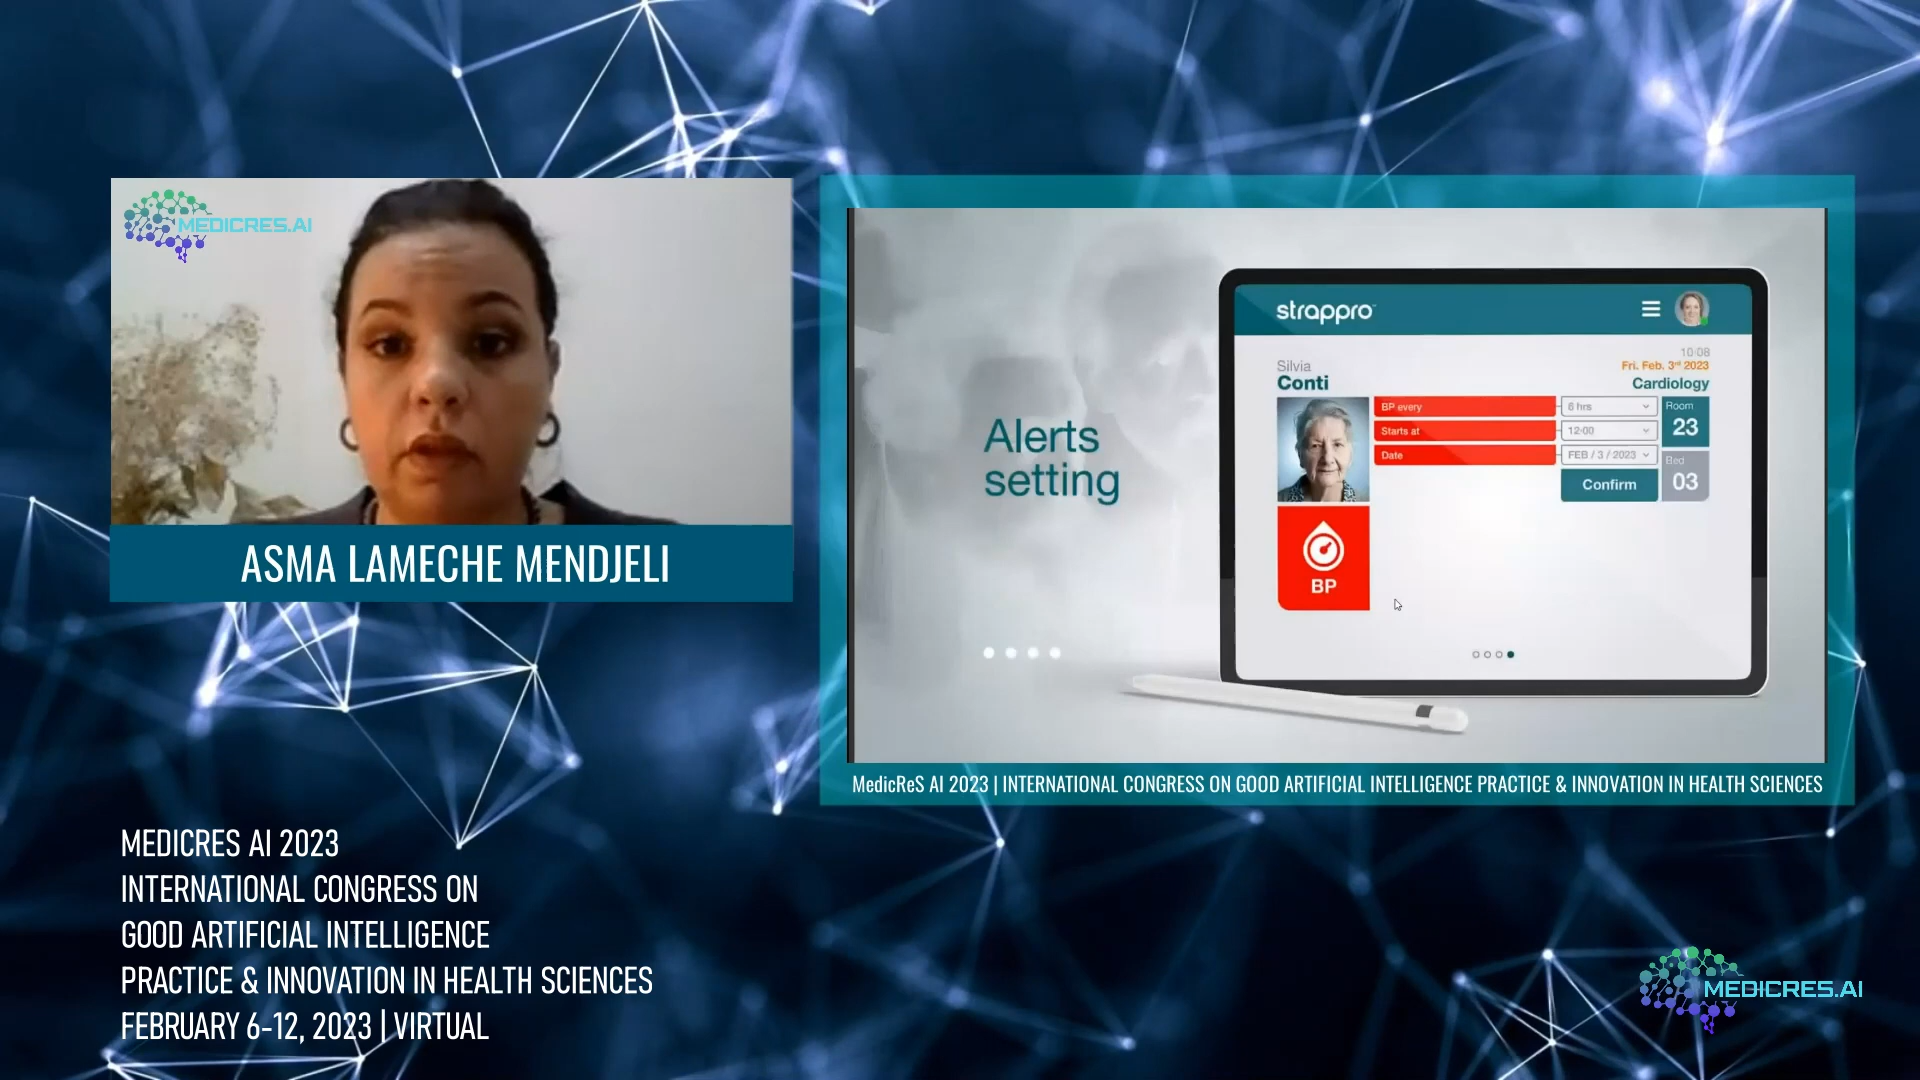 MEDICRES.AI
ASMA LAMECHE MENDJELI
Alerts
setting
strappro™
10:08
Silvia
Fri. Feb. 3rd 2023
Conti
Cardiology
BP every
6 hrs
Room
23
Starts at
12:00
Date
FEB / 3 / 2023
Bed
03
Confirm
BP
MedicReS AI 2023 | INTERNATIONAL CONGRESS ON GOOD ARTIFICIAL INTELLIGENCE PRACTICE & INNOVATION IN HEALTH SCIENCES
MEDICRES AI 2023
INTERNATIONAL CONGRESS ON
GOOD ARTIFICIAL INTELLIGENCE
PRACTICE & INNOVATION IN HEALTH SCIENCES
FEBRUARY 6-12, 2023 | VIRTUAL
MEDICRES.AI